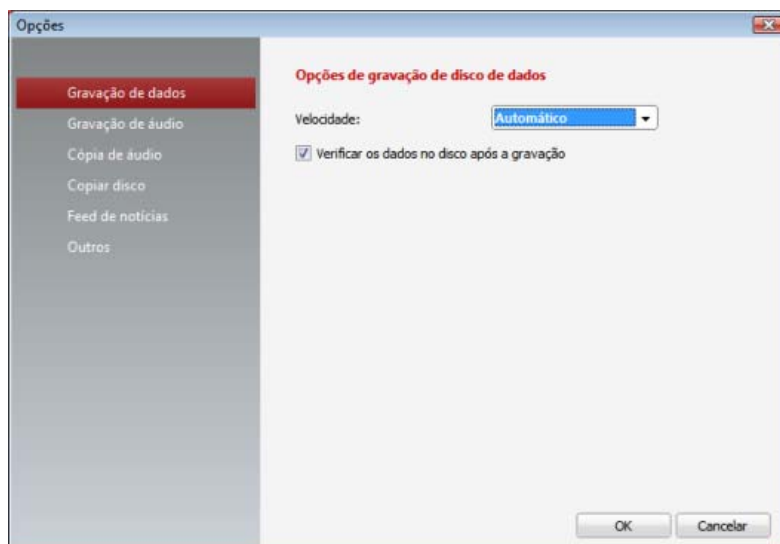 Opções
Gravação de dados
Gravação de áudio
Cópia de áudio
Copiar disco
Feed de notícias
Outros
Opções de gravação de disco de dados
Velocidade: Automático
Verificar os dados no disco após a gravação
OK Cancelar